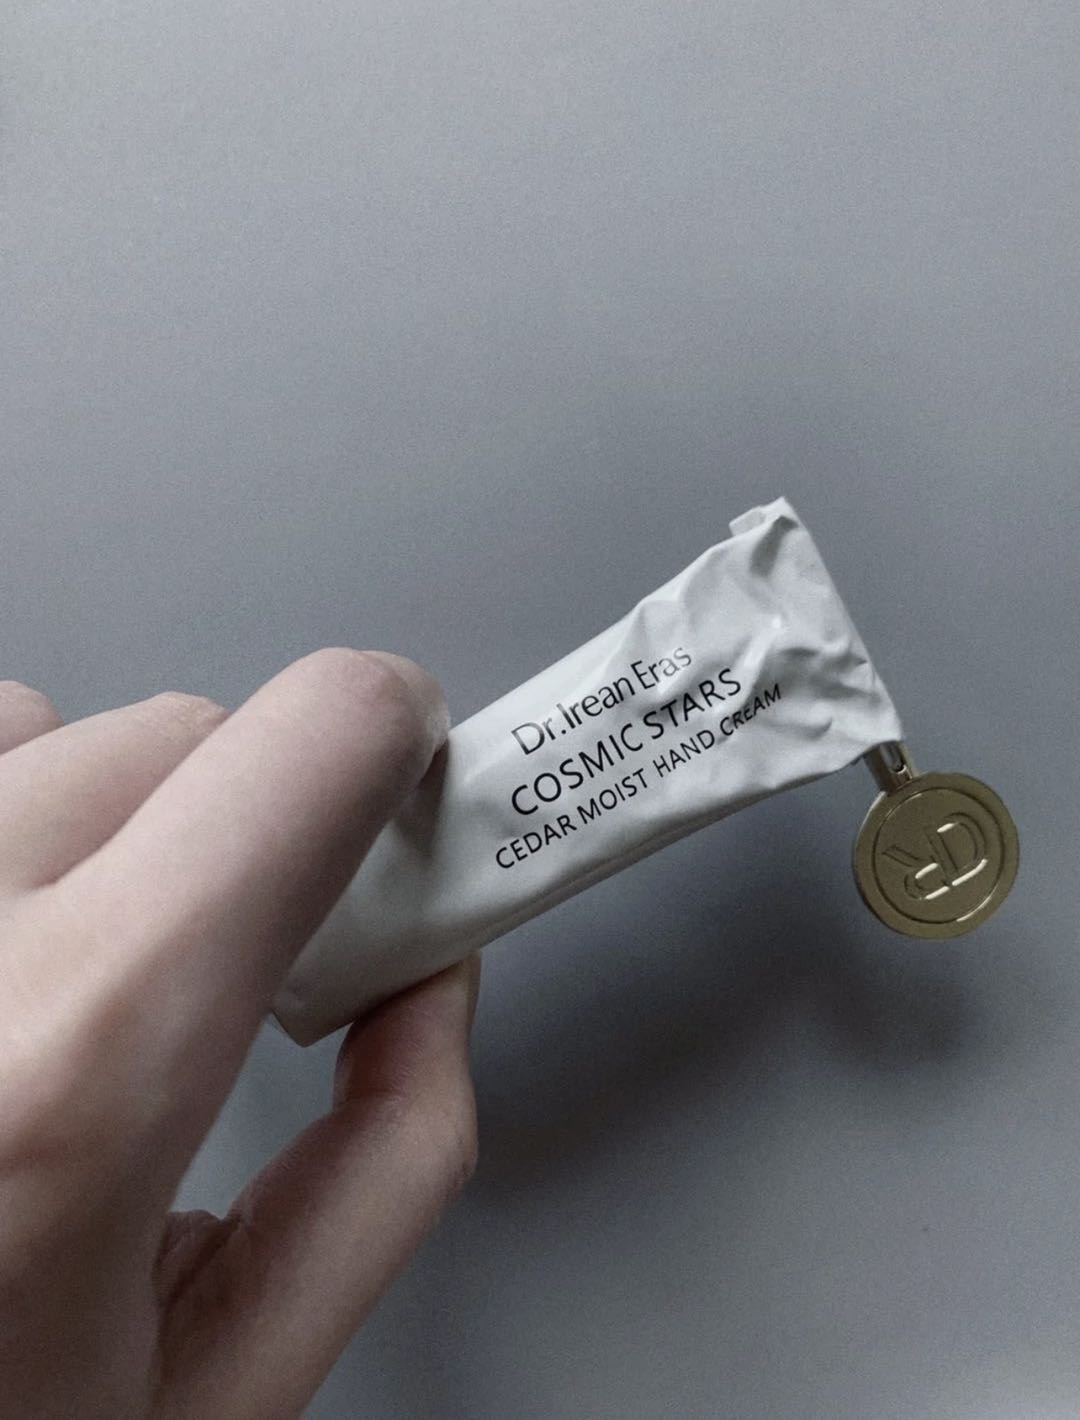 Dr.Irean Eras
COSMIC STARS
CEDAR MOIST HAND CREAM